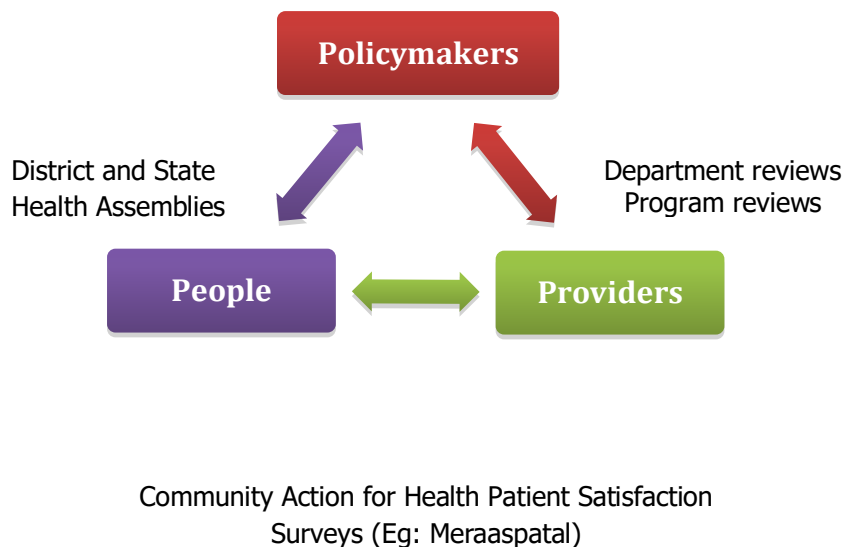 Policymakers
District and State
Health Assemblies
Department reviews
Program reviews
People
Providers
Community Action for Health Patient Satisfaction
Surveys (Eg: Meraaspatal)